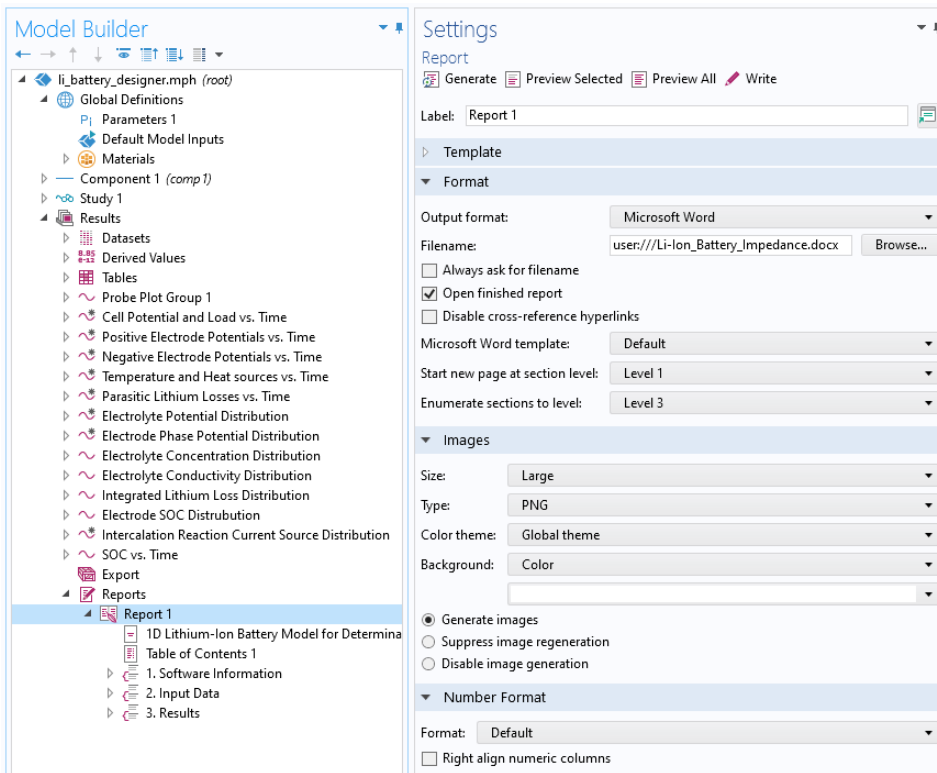 Model Builder
li_battery_designer.mph (root)
Global Definitions
Pi Parameters 1
Default Model Inputs
Materials
Component 1 (comp1)
Study 1
Results
Datasets
8.85
e-12 Derived Values
Tables
Probe Plot Group 1
Cell Potential and Load vs. Time
Positive Electrode Potentials vs. Time
Negative Electrode Potentials vs. Time
Temperature and Heat sources vs. Time
Parasitic Lithium Losses vs. Time
Electrolyte Potential Distribution
Electrode Phase Potential Distribution
Electrolyte Concentration Distribution
Electrolyte Conductivity Distribution
Integrated Lithium Loss Distribution
Electrode SOC Distrubution
Intercalation Reaction Current Source Distribution
SOC vs. Time
Export
Reports
Report 1
1D Lithium-Ion Battery Model for Determina
Table of Contents 1
1. Software Information
2. Input Data
3. Results
Settings
Report
Generate Preview Selected Preview All Write
Label: Report 1
Template
Format
Output format: Microsoft Word
Filename: user:///Li-Ion_Battery_Impedance.docx Browse...
Always ask for filename
Open finished report
Disable cross-reference hyperlinks
Microsoft Word template: Default
Start new page at section level: Level 1
Enumerate sections to level: Level 3
Images
Size: Large
Type: PNG
Color theme: Global theme
Background: Color
Generate images
Suppress image regeneration
Disable image generation
Number Format
Format: Default
Right align numeric columns